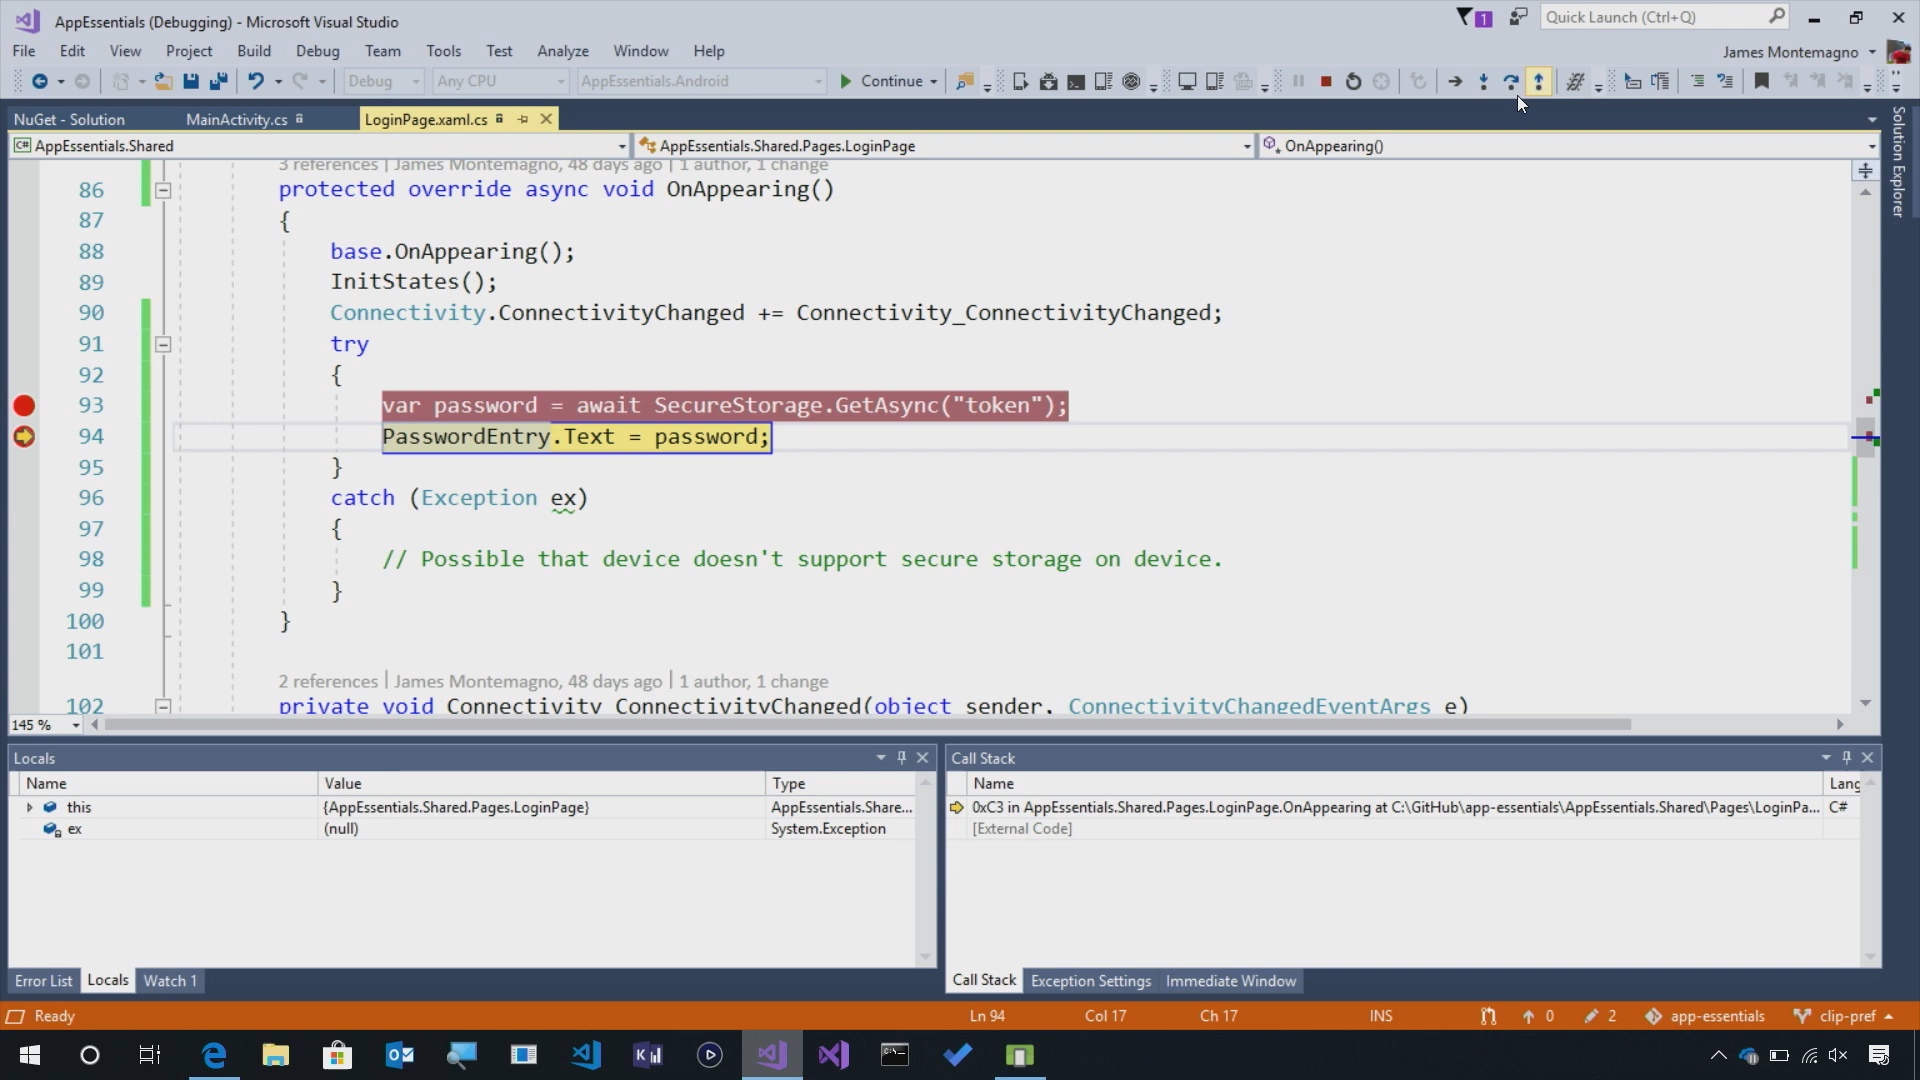 AppEssentials (Debugging) - Microsoft Visual Studio
1
Quick Launch (Ctrl+Q)
File Edit View Project Build Debug Team Tools Test Analyze Window Help
James Montemagno
Debug Any CPU AppEssentials.Android Continue
NuGet - Solution MainActivity.cs LoginPage.xaml.cs
Solution Explorer
C# AppEssentials.Shared AppEssentials.Shared.Pages.LoginPage OnAppearing()
3 references | James Montemagno, 48 days ago | 1 author, 1 change
86 protected override async void OnAppearing()
87 {
88 base.OnAppearing();
89 InitStates();
90 Connectivity.ConnectivityChanged += Connectivity_ConnectivityChanged;
91 try
92 {
93 var password = await SecureStorage.GetAsync("token");
94 PasswordEntry.Text = password;
95 }
96 catch (Exception ex)
97 {
98 // Possible that device doesn't support secure storage on device.
99 }
100 }
101
2 references | James Montemagno, 48 days ago | 1 author, 1 change
102 private void Connectivity_ConnectivityChanged(object sender, ConnectivityChangedEventArgs e)
145 %
Locals
Name Value Type
this {AppEssentials.Shared.Pages.LoginPage} AppEssentials.Share...
ex (null) System.Exception
Error List Locals Watch 1
Call Stack
Name Lang
0xC3 in AppEssentials.Shared.Pages.LoginPage.OnAppearing at C:\GitHub\app-essentials\AppEssentials.Shared\Pages\LoginPa... C#
[External Code]
Call Stack Exception Settings Immediate Window
Ready Ln 94 Col 17 Ch 17 INS 0 2 app-essentials clip-pref